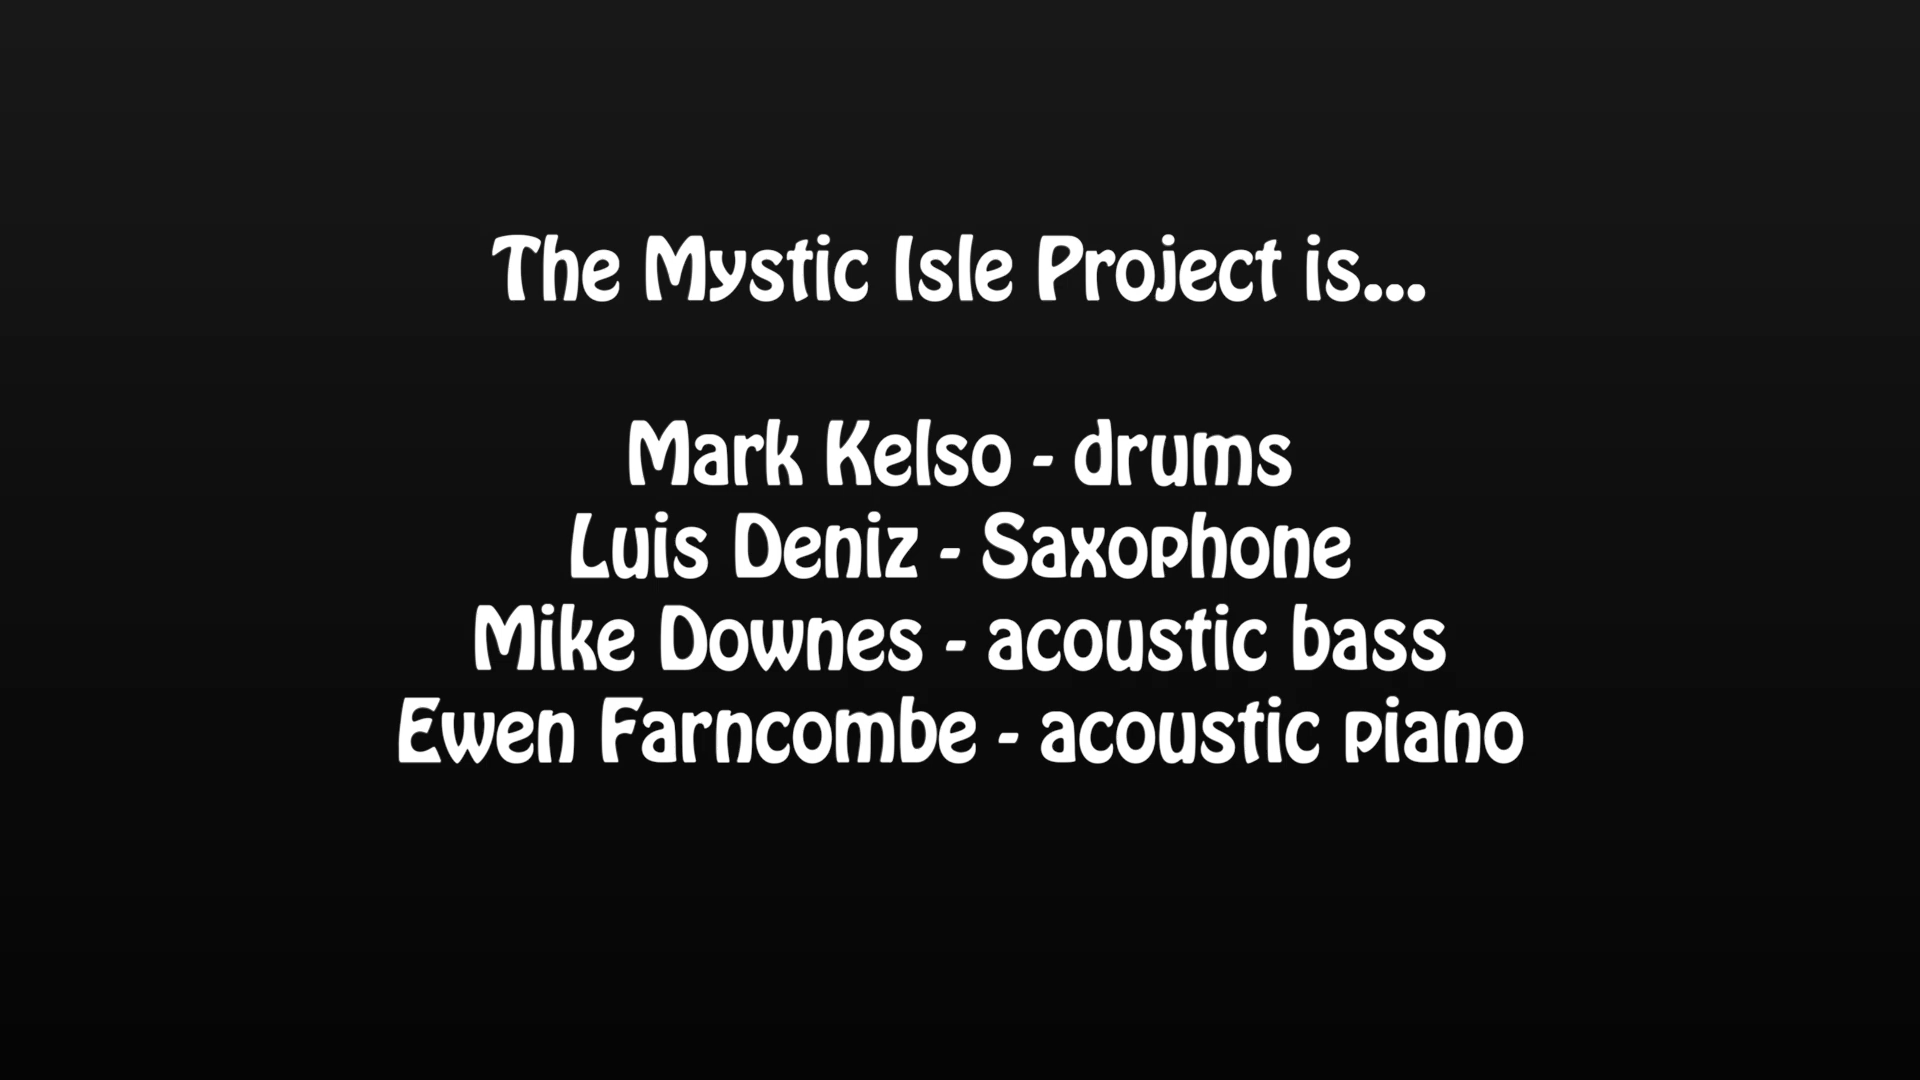 The Mystic Isle Project is...
Mark Kelso - drums
Luis Deniz - Saxophone
Mike Downes - acoustic bass
Ewen Farncombe - acoustic piano